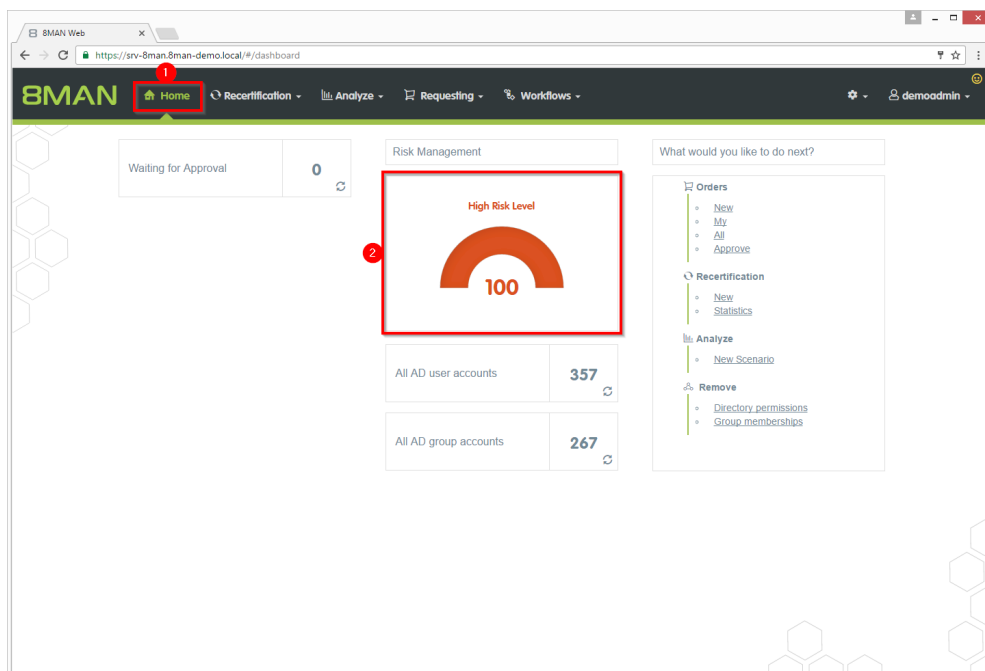 8MAN Web
https://srv-8man.8man-demo.local/#/dashboard
1
8MAN
Home
Recertification
Analyze
Requesting
Workflows
demoadmin
Waiting for Approval
0
Risk Management
High Risk Level
100
2
All AD user accounts
357
All AD group accounts
267
What would you like to do next?
Orders
New
My
All
Approve
Recertification
New
Statistics
Analyze
New Scenario
Remove
Directory permissions
Group memberships